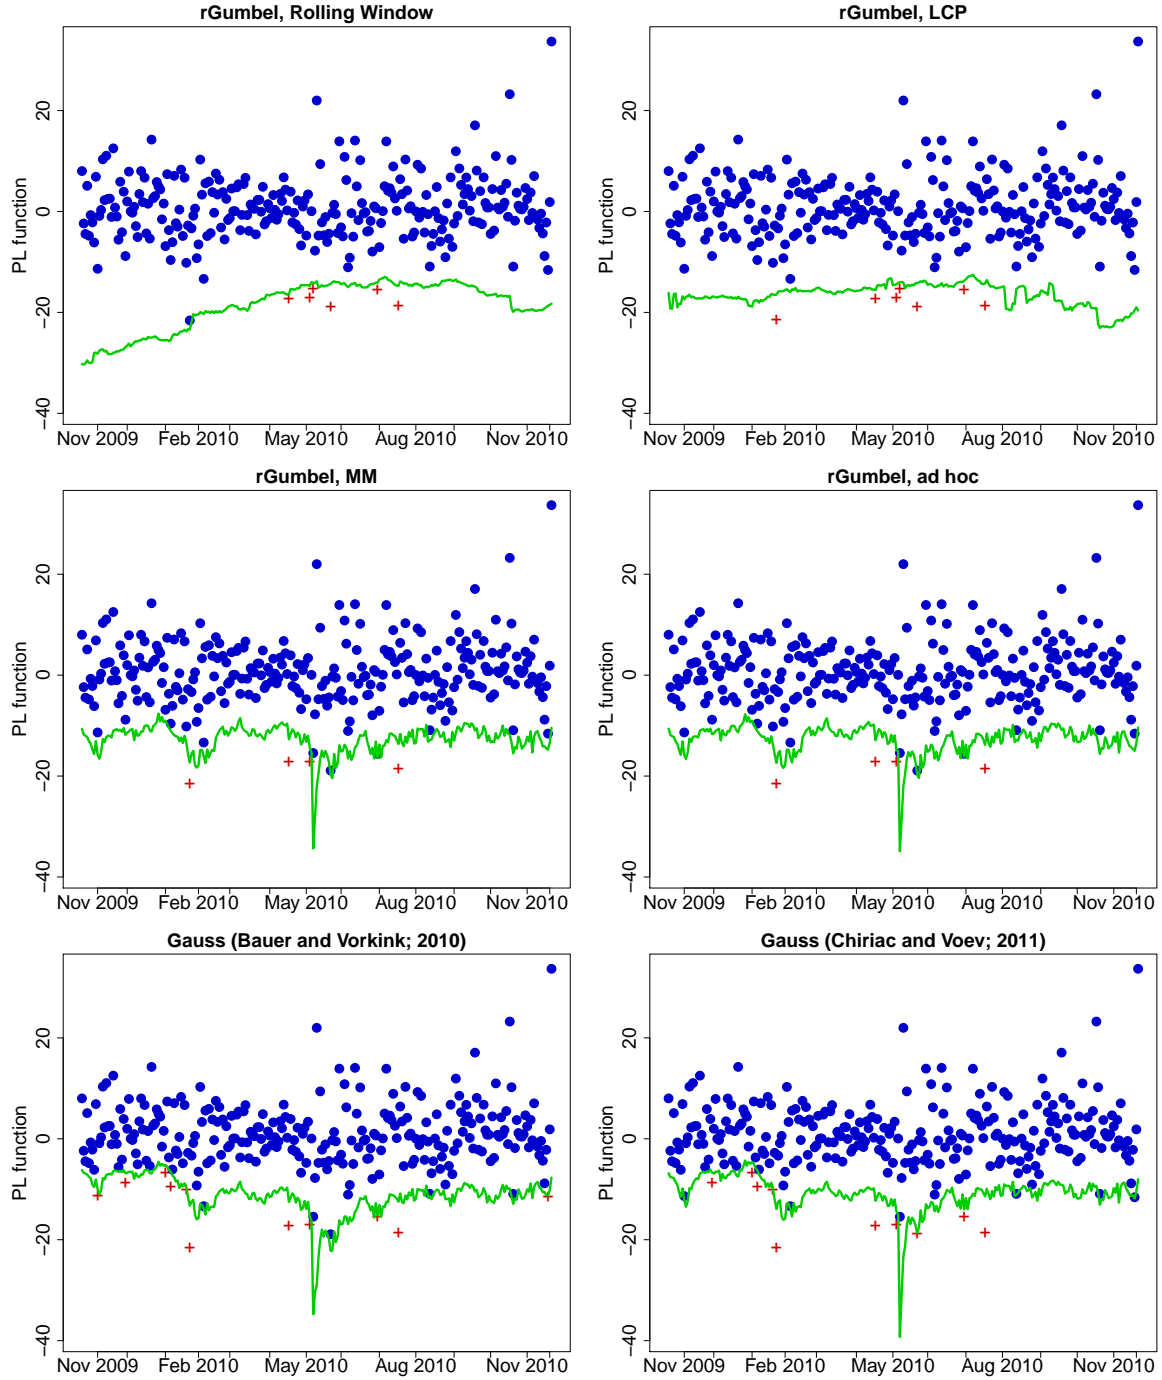 rGumbel, Rolling Window
PL function
20
0
−20
−40
Nov 2009 Feb 2010 May 2010 Aug 2010 Nov 2010
rGumbel, LCP
PL function
20
0
−20
−40
Nov 2009 Feb 2010 May 2010 Aug 2010 Nov 2010
rGumbel, MM
PL function
20
0
−20
−40
Nov 2009 Feb 2010 May 2010 Aug 2010 Nov 2010
rGumbel, ad hoc
PL function
20
0
−20
−40
Nov 2009 Feb 2010 May 2010 Aug 2010 Nov 2010
Gauss (Bauer and Vorkink; 2010)
PL function
20
0
−20
−40
Nov 2009 Feb 2010 May 2010 Aug 2010 Nov 2010
Gauss (Chiriac and Voev; 2011)
PL function
20
0
−20
−40
Nov 2009 Feb 2010 May 2010 Aug 2010 Nov 2010